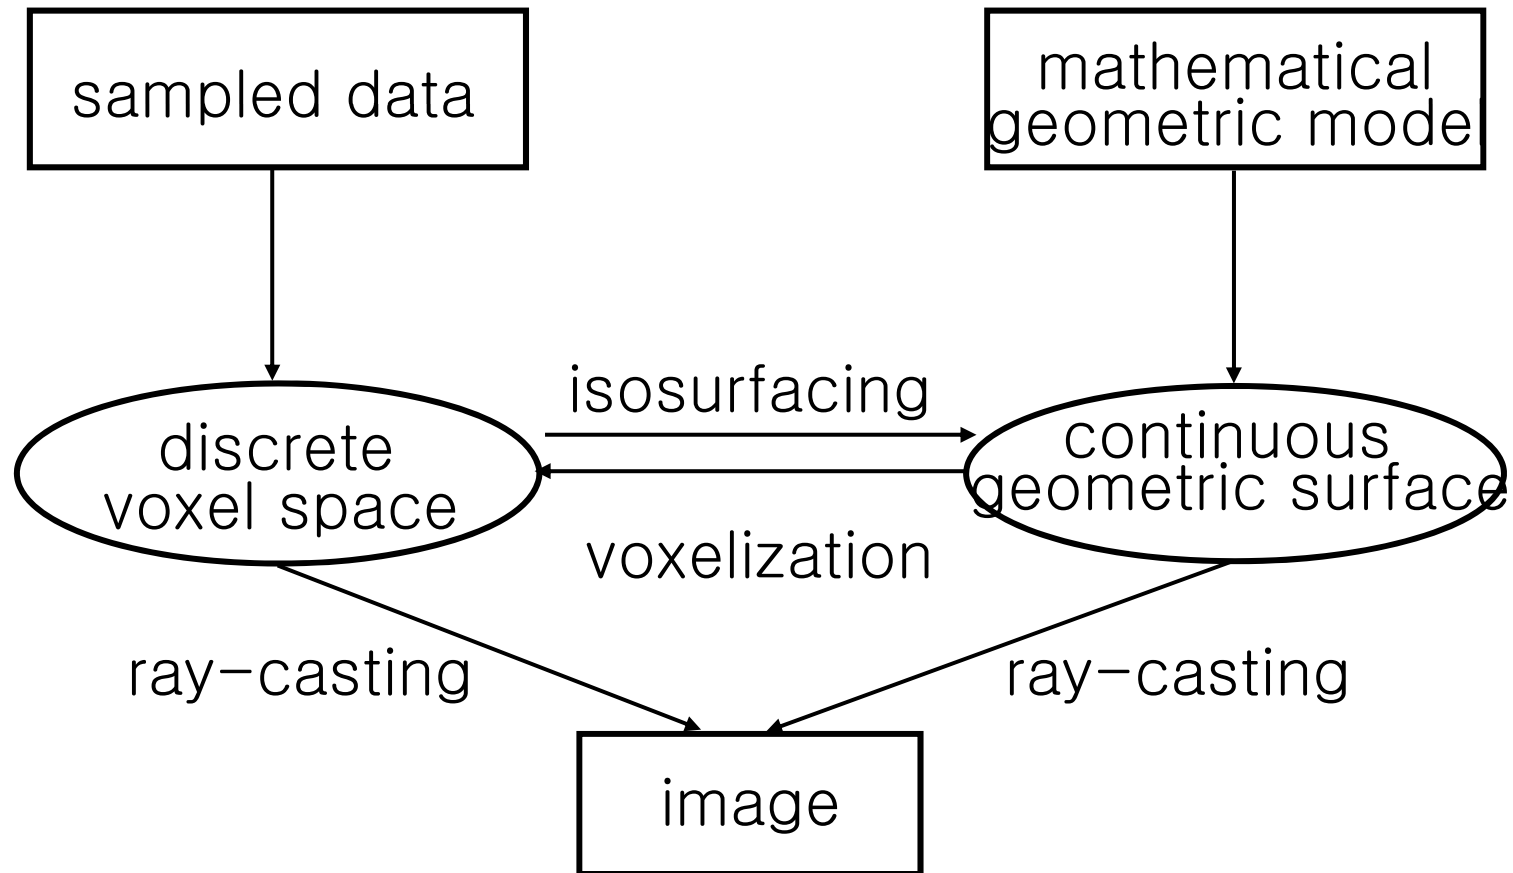 sampled data
mathematical
geometric model
isosurfacing
discrete
voxel space
continuous
geometric surface
voxelization
ray-casting
ray-casting
image